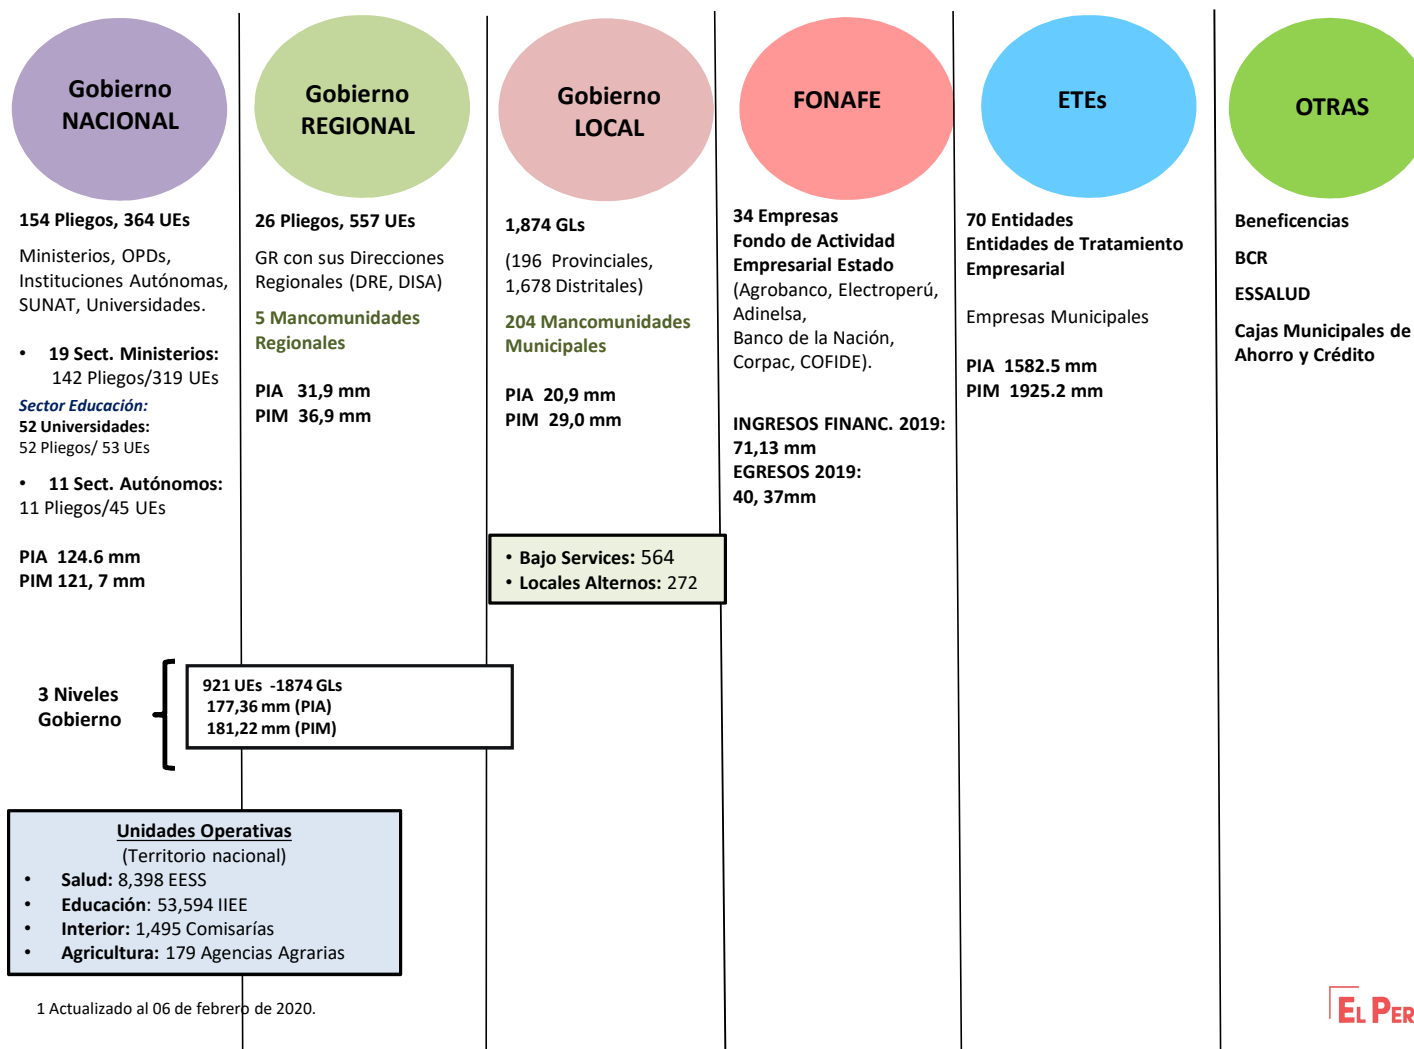 Gobierno
NACIONAL
154 Pliegos, 364 UEs
Ministerios, OPDs,
Instituciones Autónomas,
SUNAT, Universidades.
• 19 Sect. Ministerios:
142 Pliegos/319 UEs
Sector Educación:
52 Universidades:
52 Pliegos/ 53 UEs
• 11 Sect. Autónomos:
11 Pliegos/45 UEs
PIA 124.6 mm
PIM 121, 7 mm
Gobierno
REGIONAL
26 Pliegos, 557 UEs
GR con sus Direcciones
Regionales (DRE, DISA)
5 Mancomunidades
Regionales
PIA 31,9 mm
PIM 36,9 mm
Gobierno
LOCAL
1,874 GLs
(196 Provinciales,
1,678 Distritales)
204 Mancomunidades
Municipales
PIA 20,9 mm
PIM 29,0 mm
• Bajo Services: 564
• Locales Alternos: 272
FONAFE
34 Empresas
Fondo de Actividad
Empresarial Estado
(Agrobanco, Electroperú,
Adinelsa,
Banco de la Nación,
Corpac, COFIDE).
INGRESOS FINANC. 2019:
71,13 mm
EGRESOS 2019:
40, 37mm
ETEs
70 Entidades
Entidades de Tratamiento
Empresarial
Empresas Municipales
PIA 1582.5 mm
PIM 1925.2 mm
OTRAS
Beneficencias
BCR
ESSALUD
Cajas Municipales de
Ahorro y Crédito
3 Niveles
Gobierno
921 UEs -1874 GLs
177,36 mm (PIA)
181,22 mm (PIM)
Unidades Operativas
(Territorio nacional)
• Salud: 8,398 EESS
• Educación: 53,594 IIEE
• Interior: 1,495 Comisarías
• Agricultura: 179 Agencias Agrarias
1 Actualizado al 06 de febrero de 2020.
EL PER